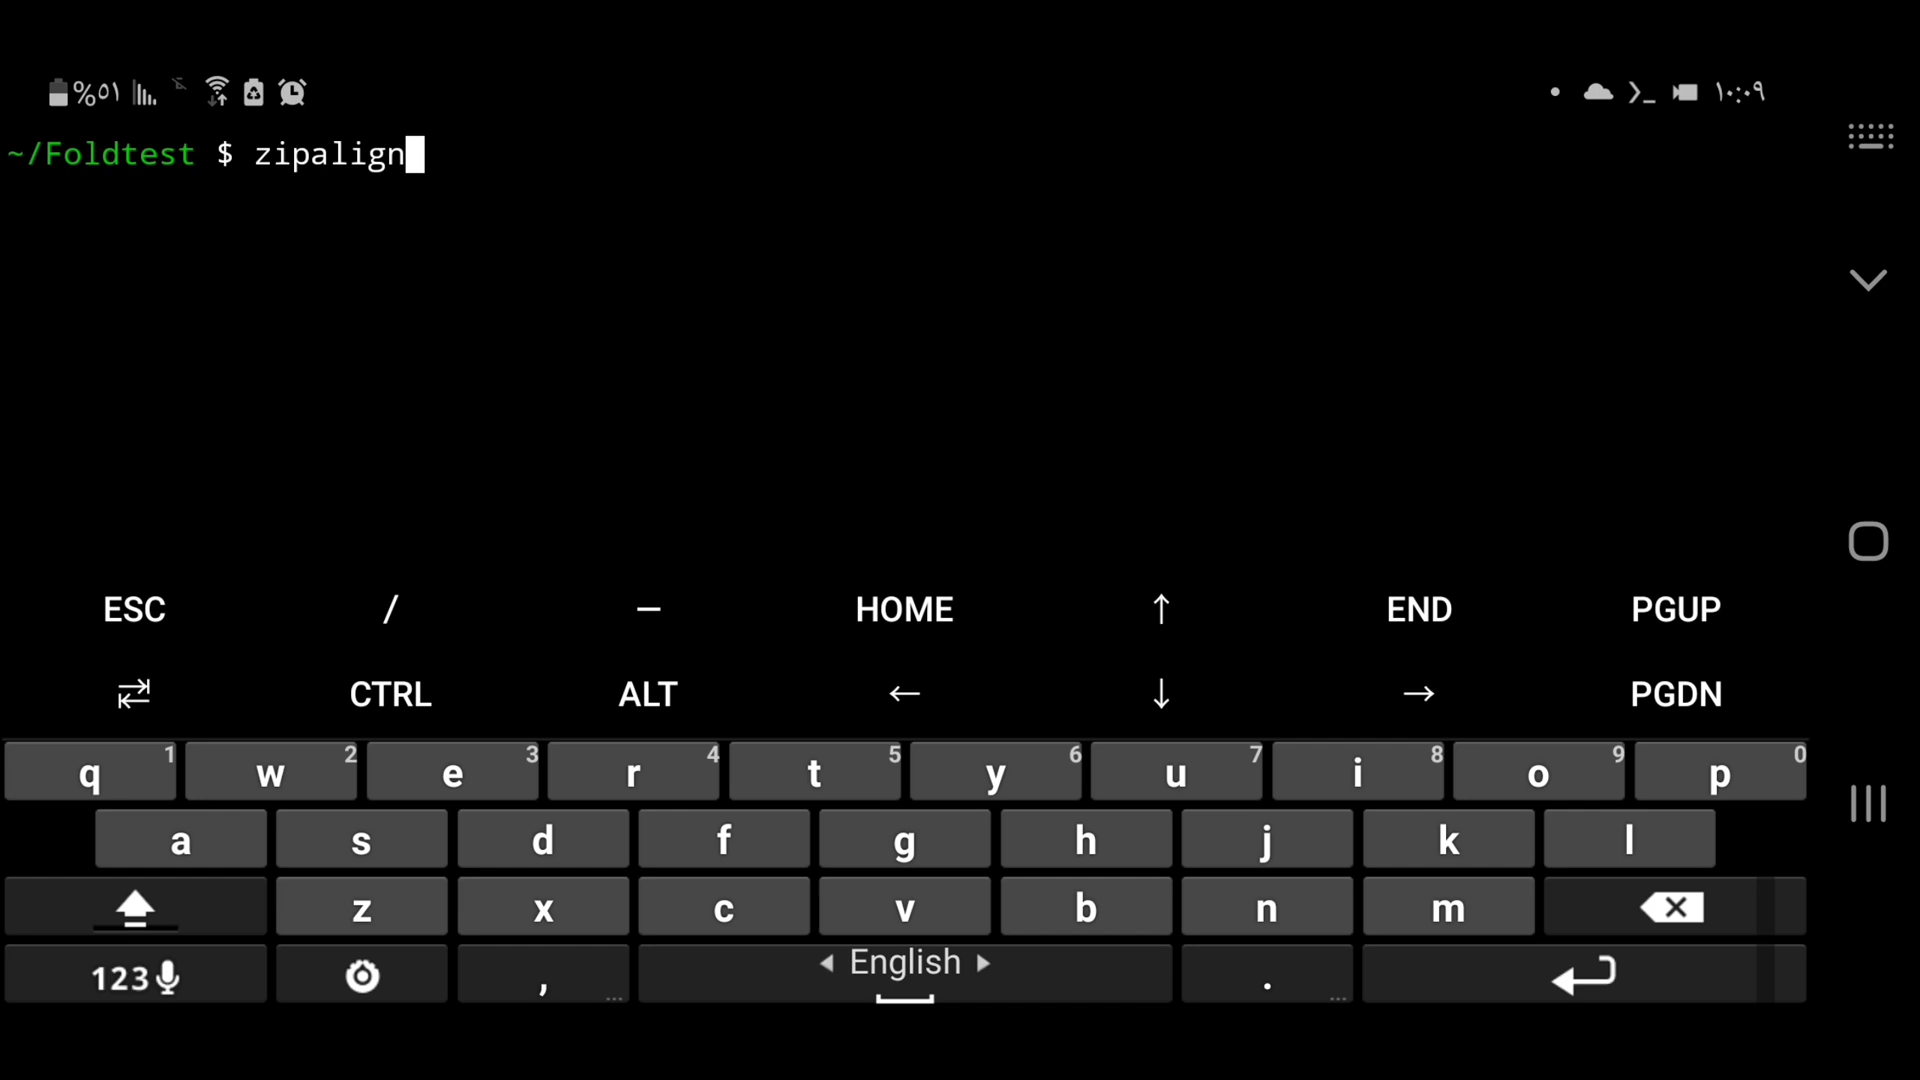 %٥١ ١٠:٠٩
~/Foldtest $ zipalign
ESC / — HOME ↑ END PGUP
⇄ CTRL ALT ← ↓ → PGDN
q 1 w 2 e 3 r 4 t 5 y 6 u 7 i 8 o 9 p 0
a s d f g h j k l
z x c v b n m
123 , ... ◀ English ▶ . ...